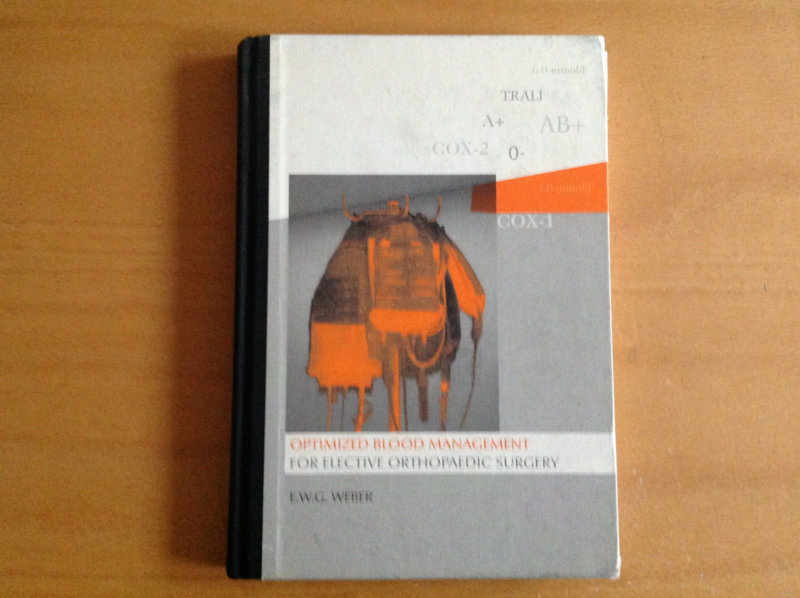 TRALI
A+
AB+
COX-2
0-
COX-1
OPTIMIZED BLOOD MANAGEMENT
FOR ELECTIVE ORTHOPAEDIC SURGERY
E.W.G. WEBER